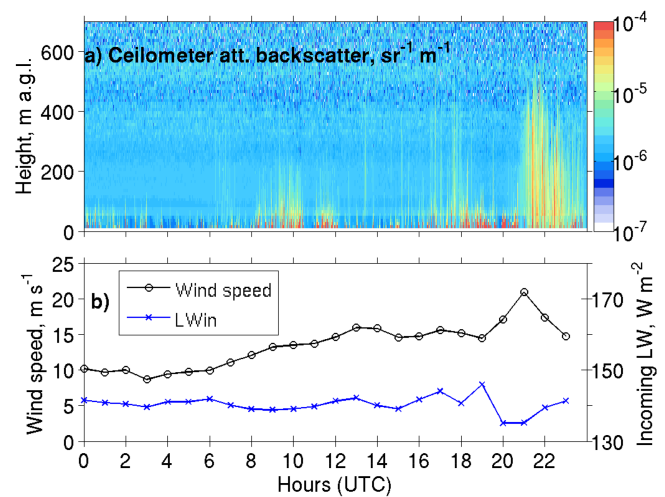 a) Ceilometer att. backscatter, sr⁻¹ m⁻¹
Height, m a.g.l.
600
400
200
0
10⁻⁴
10⁻⁵
10⁻⁶
10⁻⁷
b)
Wind speed
LWin
Wind speed, m s⁻¹
25
20
15
10
5
0
Incoming LW, W m⁻²
170
150
130
0 2 4 6 8 10 12 14 16 18 20 22
Hours (UTC)